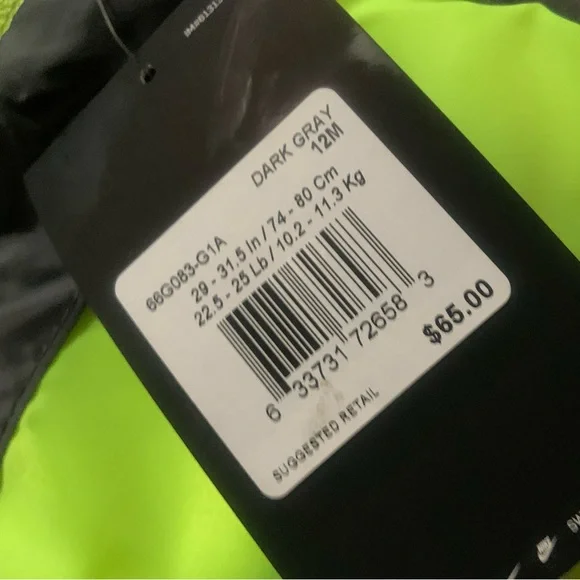 DARK GRAY
12M
66G083-G1A
29 - 31.5 In / 74 - 80 Cm
22.5 - 25 Lb / 10.2 - 11.3 Kg
6 33731 72658 3
SUGGESTED RETAIL
$65.00